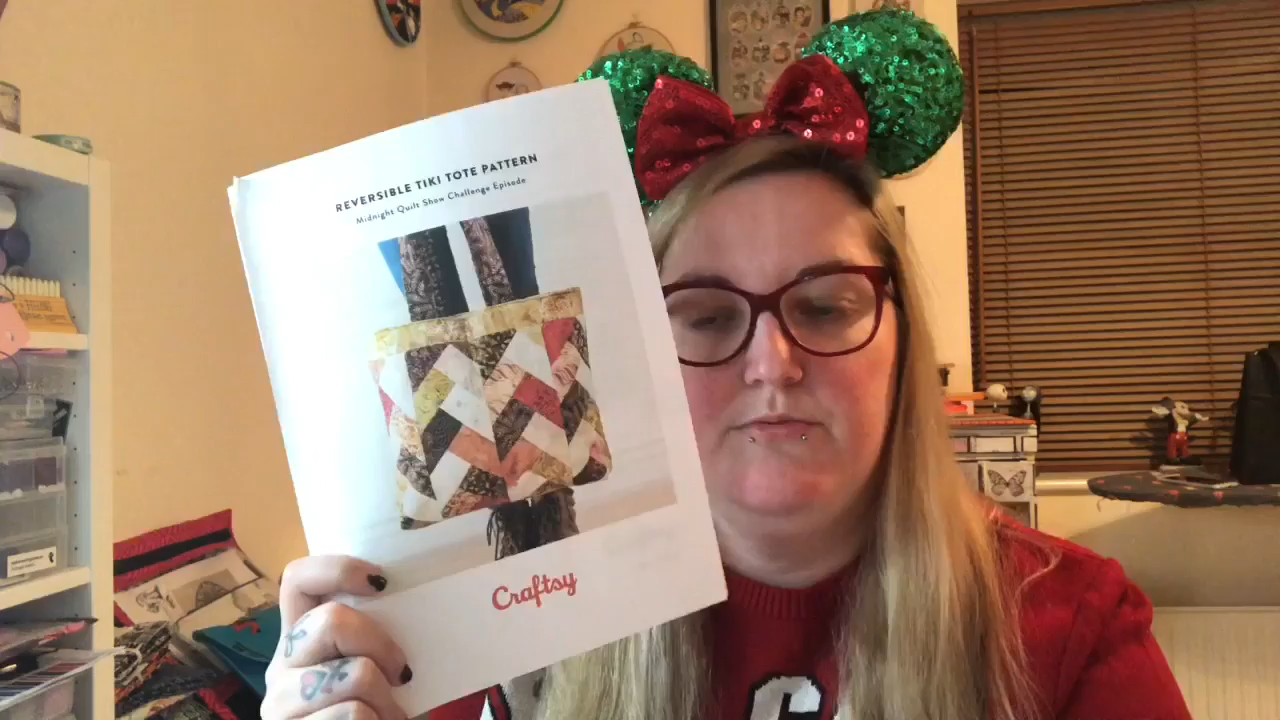 REVERSIBLE TIKI TOTE PATTERN
Midnight Quilt Show Challenge Episode
Craftsy